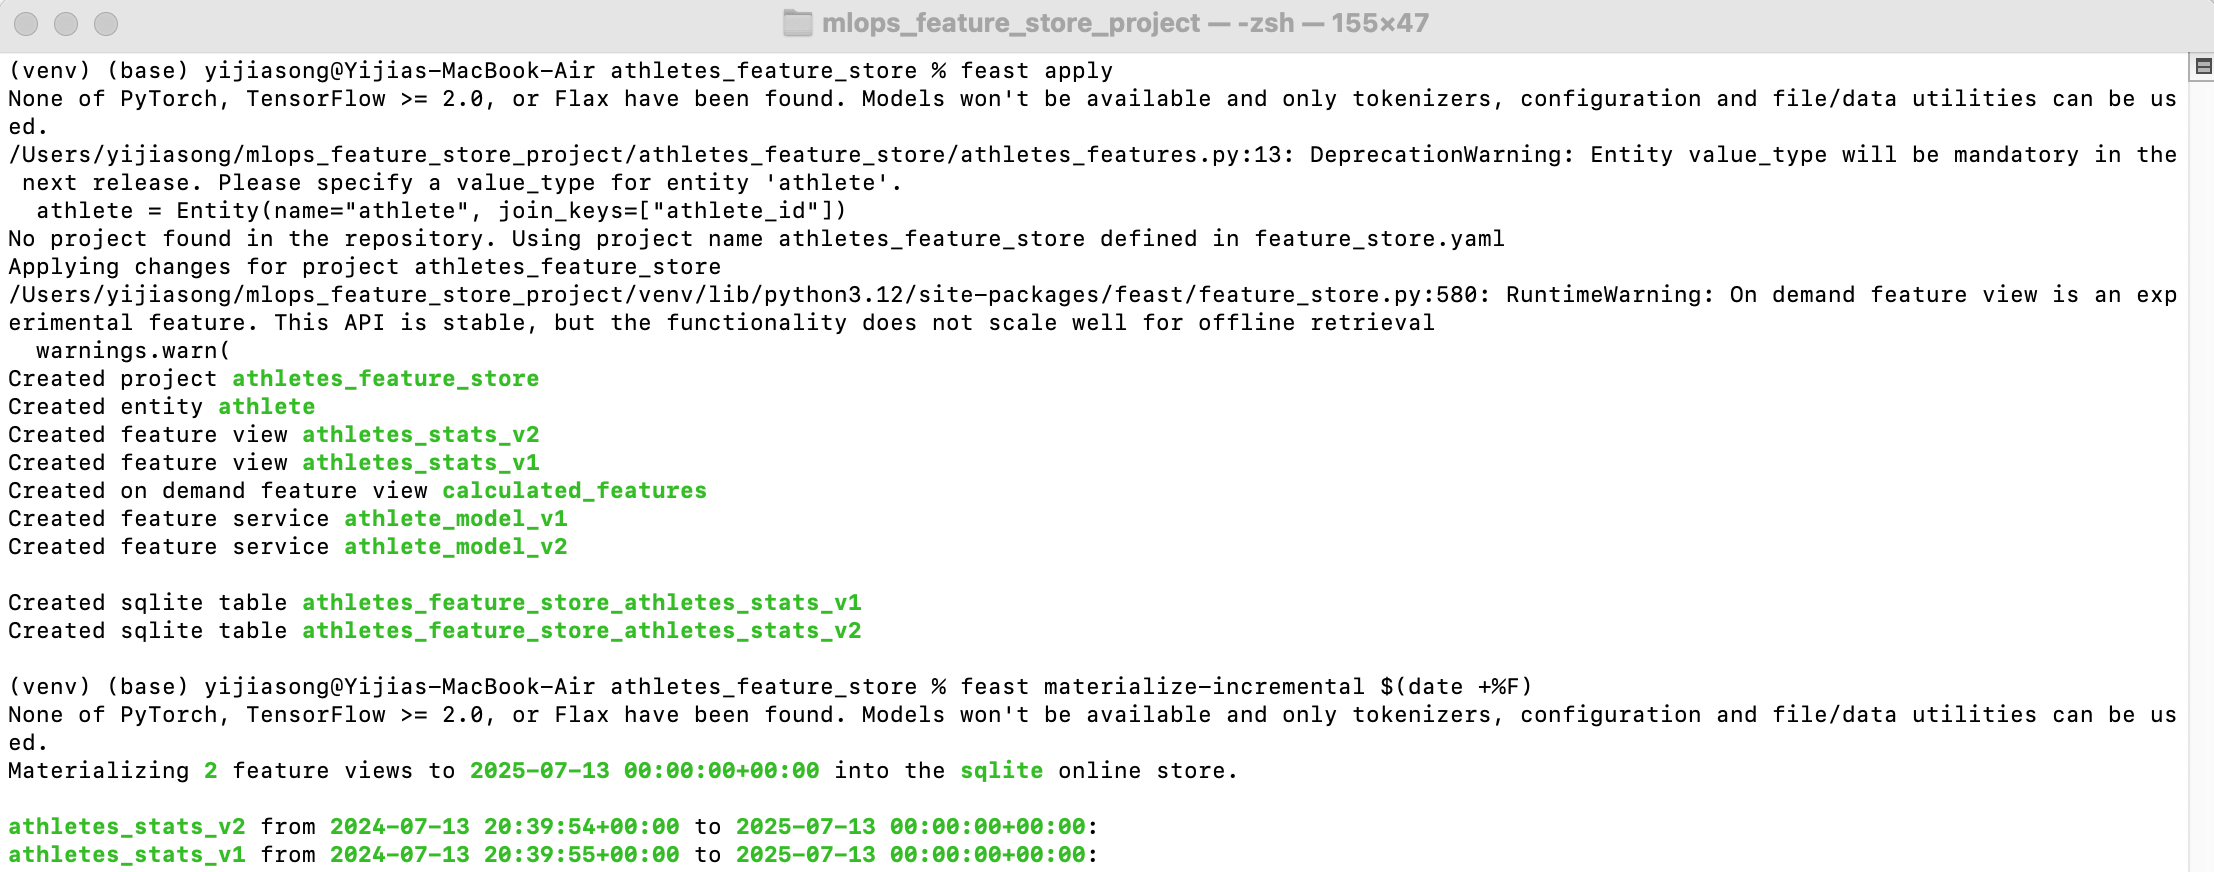 mlops_feature_store_project — -zsh — 155×47
(venv) (base) yijiasong@Yijias-MacBook-Air athletes_feature_store % feast apply
None of PyTorch, TensorFlow >= 2.0, or Flax have been found. Models won't be available and only tokenizers, configuration and file/data utilities can be us
ed.
/Users/yijiasong/mlops_feature_store_project/athletes_feature_store/athletes_features.py:13: DeprecationWarning: Entity value_type will be mandatory in the
 next release. Please specify a value_type for entity 'athlete'.
  athlete = Entity(name="athlete", join_keys=["athlete_id"])
No project found in the repository. Using project name athletes_feature_store defined in feature_store.yaml
Applying changes for project athletes_feature_store
/Users/yijiasong/mlops_feature_store_project/venv/lib/python3.12/site-packages/feast/feature_store.py:580: RuntimeWarning: On demand feature view is an exp
erimental feature. This API is stable, but the functionality does not scale well for offline retrieval
  warnings.warn(
Created project athletes_feature_store
Created entity athlete
Created feature view athletes_stats_v2
Created feature view athletes_stats_v1
Created on demand feature view calculated_features
Created feature service athlete_model_v1
Created feature service athlete_model_v2
Created sqlite table athletes_feature_store_athletes_stats_v1
Created sqlite table athletes_feature_store_athletes_stats_v2
(venv) (base) yijiasong@Yijias-MacBook-Air athletes_feature_store % feast materialize-incremental $(date +%F)
None of PyTorch, TensorFlow >= 2.0, or Flax have been found. Models won't be available and only tokenizers, configuration and file/data utilities can be us
ed.
Materializing 2 feature views to 2025-07-13 00:00:00+00:00 into the sqlite online store.
athletes_stats_v2 from 2024-07-13 20:39:54+00:00 to 2025-07-13 00:00:00+00:00:
athletes_stats_v1 from 2024-07-13 20:39:55+00:00 to 2025-07-13 00:00:00+00:00: